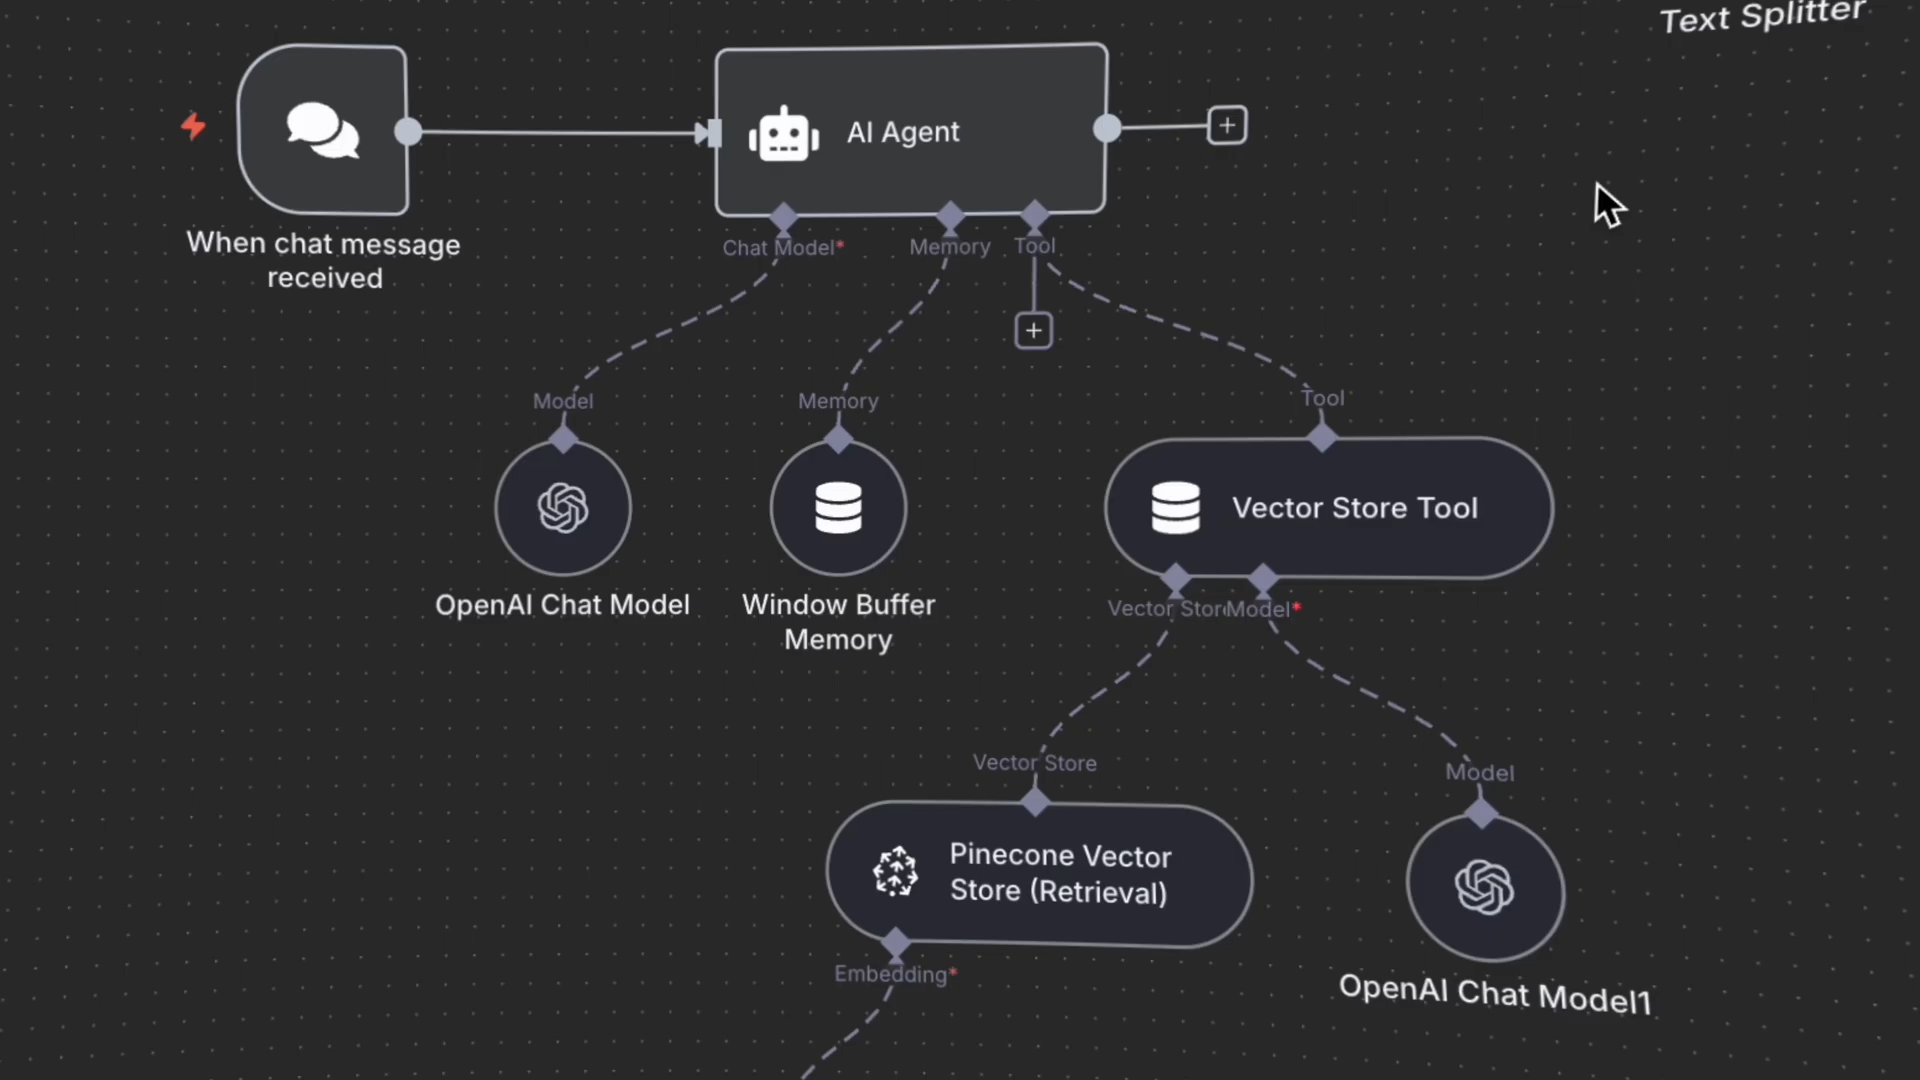 Text Splitter
AI Agent
When chat message
received
Chat Model*
Memory
Tool
Model
Memory
Tool
Vector Store Tool
OpenAI Chat Model
Window Buffer
Memory
Vector Stor
Model*
Vector Store
Model
Pinecone Vector
Store (Retrieval)
Embedding*
OpenAI Chat Model1